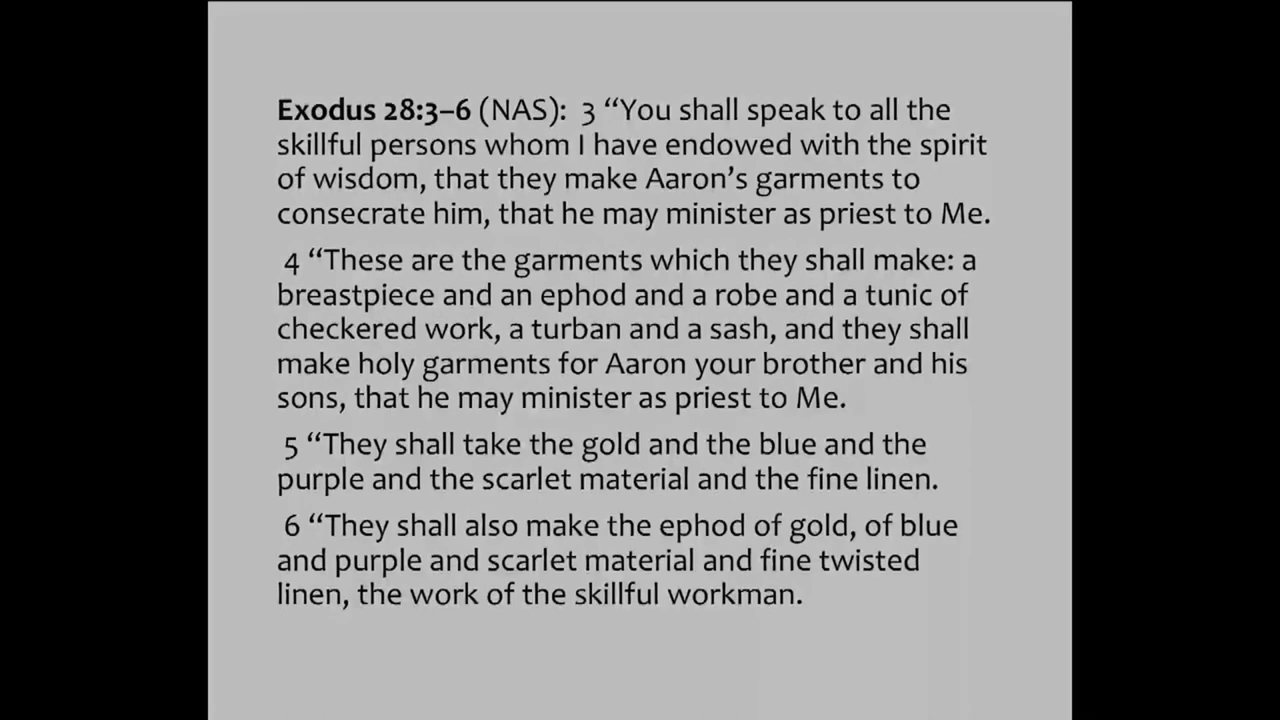 Exodus 28:3–6 (NAS): 3 “You shall speak to all the
skillful persons whom I have endowed with the spirit
of wisdom, that they make Aaron’s garments to
consecrate him, that he may minister as priest to Me.
4 “These are the garments which they shall make: a
breastpiece and an ephod and a robe and a tunic of
checkered work, a turban and a sash, and they shall
make holy garments for Aaron your brother and his
sons, that he may minister as priest to Me.
5 “They shall take the gold and the blue and the
purple and the scarlet material and the fine linen.
6 “They shall also make the ephod of gold, of blue
and purple and scarlet material and fine twisted
linen, the work of the skillful workman.